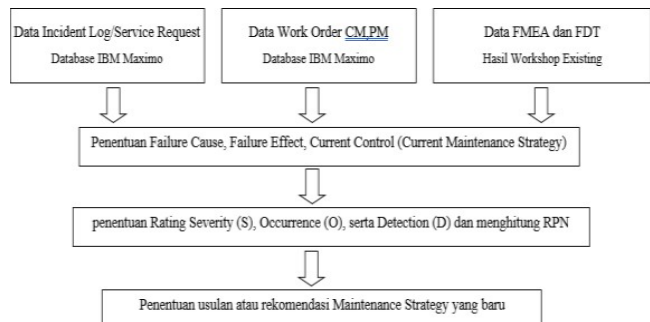 Data Incident Log/Service Request
Database IBM Maximo
Data Work Order CM,PM
Database IBM Maximo
Data FMEA dan FDT
Hasil Workshop Existing
Penentuan Failure Cause, Failure Effect, Current Control (Current Maintenance Strategy)
penentuan Rating Severity (S), Occurrence (O), serta Detection (D) dan menghitung RPN
Penentuan usulan atau rekomendasi Maintenance Strategy yang baru